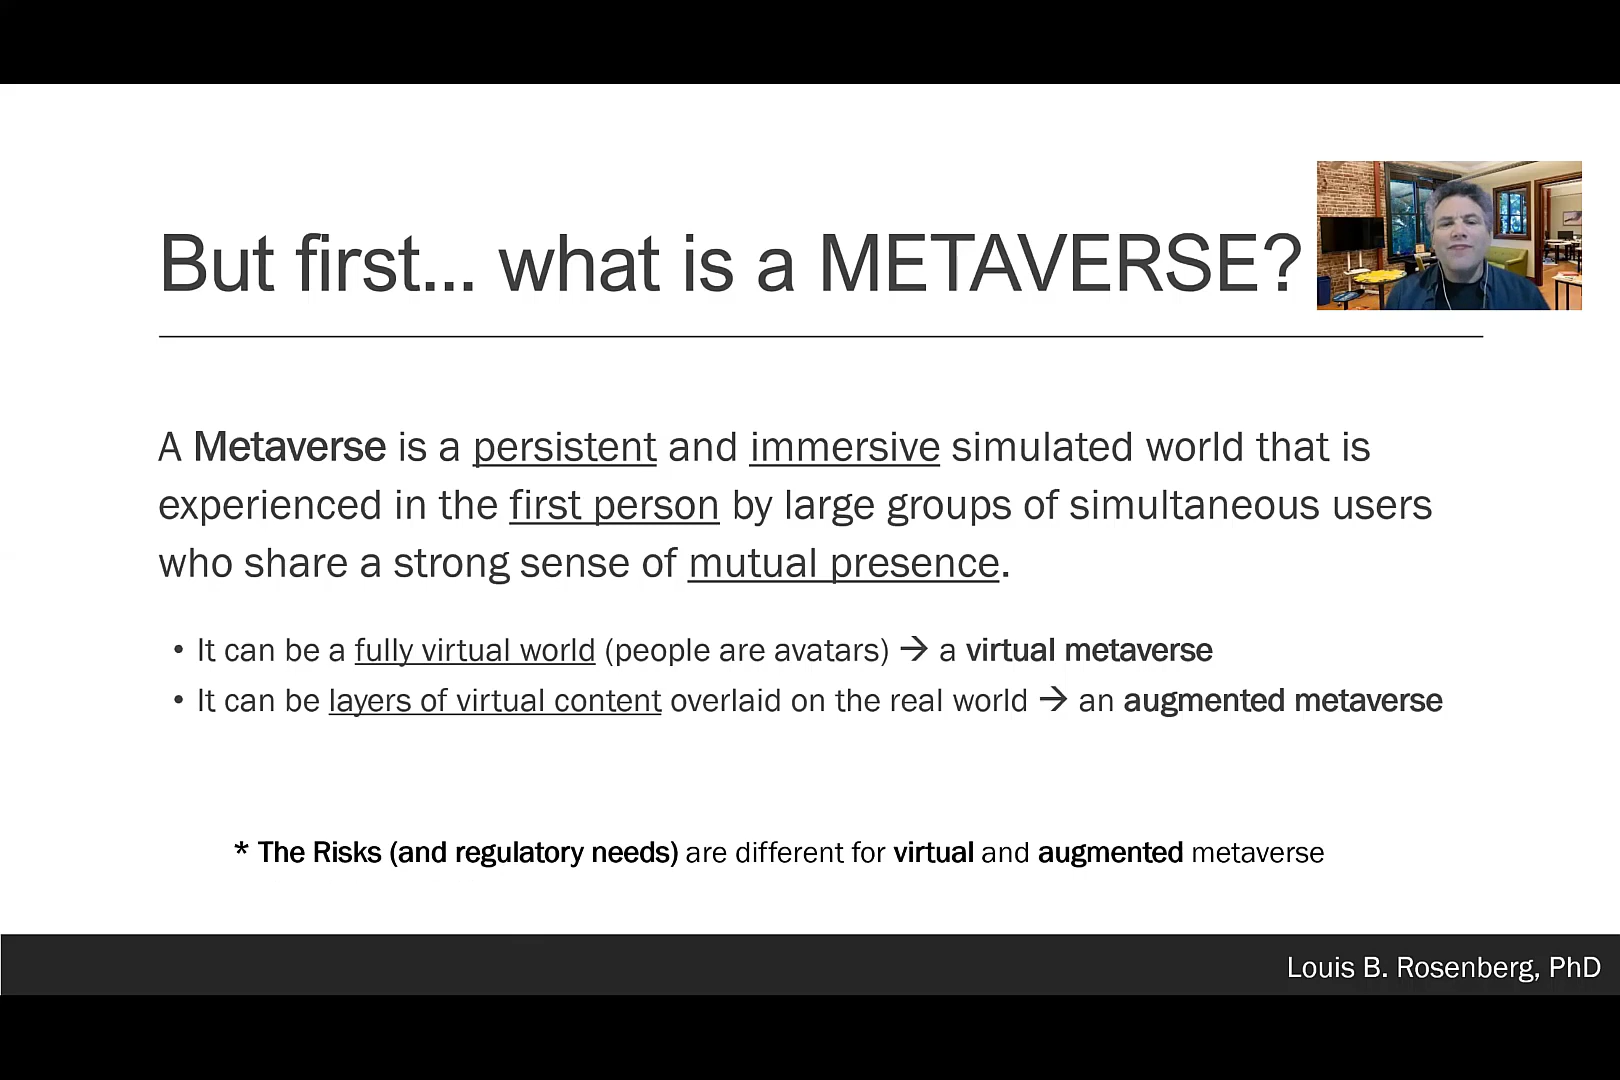 But first... what is a METAVERSE?
A Metaverse is a persistent and immersive simulated world that is
experienced in the first person by large groups of simultaneous users
who share a strong sense of mutual presence.
• It can be a fully virtual world (people are avatars) → a virtual metaverse
• It can be layers of virtual content overlaid on the real world → an augmented metaverse
* The Risks (and regulatory needs) are different for virtual and augmented metaverse
Louis B. Rosenberg, PhD